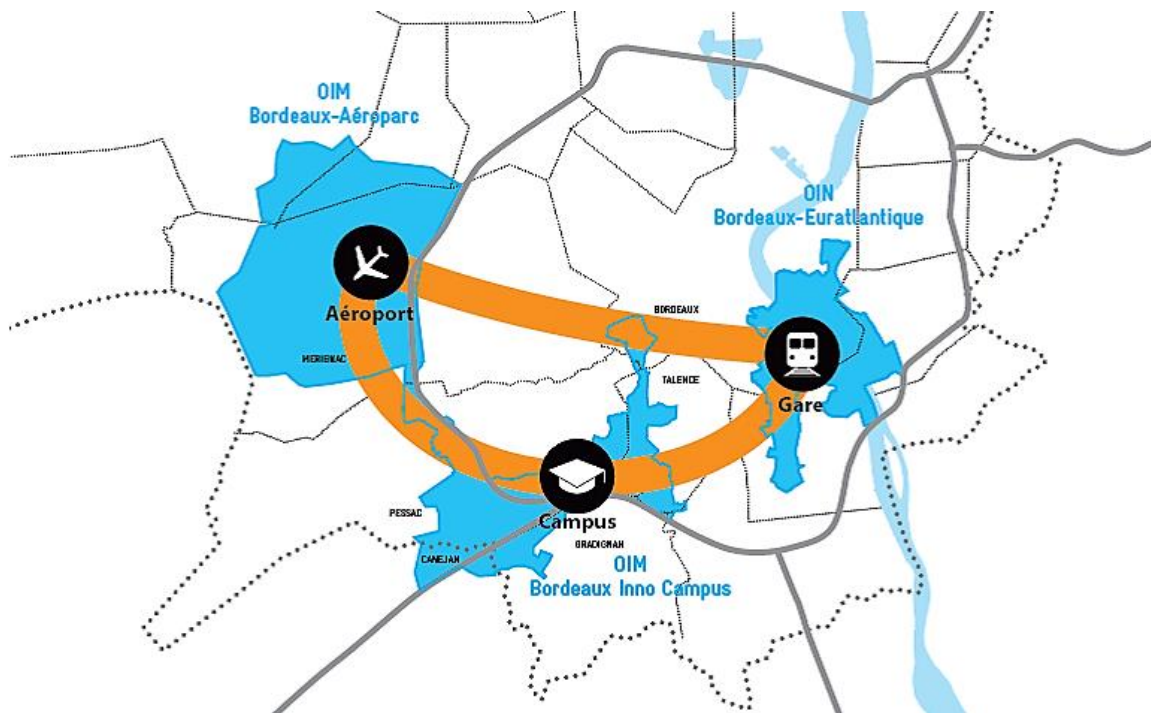 OIM
Bordeaux-Aéroparc
OIN
Bordeaux-Euratlantique
Aéroport
BORDEAUX
MERIGNAC
TALENCE
Gare
PESSAC
Campus
GRADIGNAN
CANEJAN
OIM
Bordeaux Inno Campus